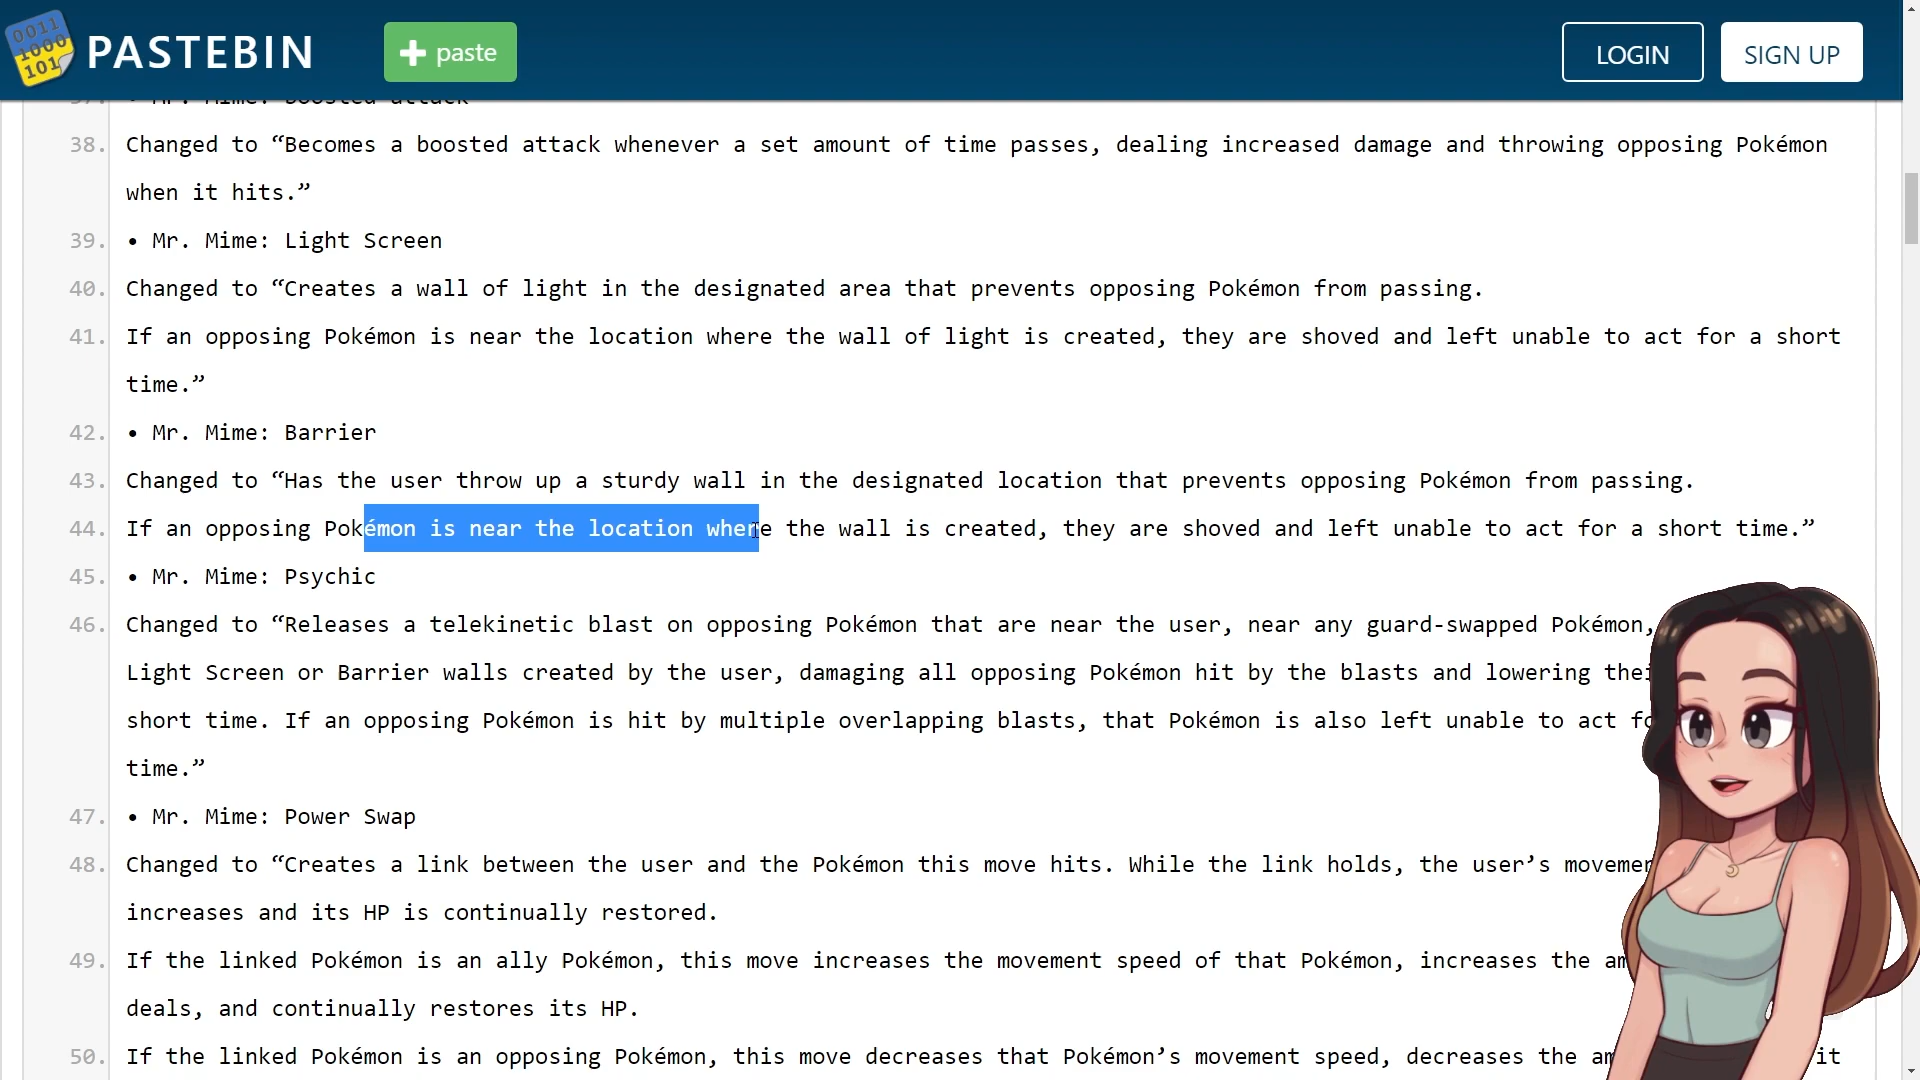 0011
1000
101
PASTEBIN
+ paste
LOGIN
SIGN UP
37. • Mr. Mime: boosted attack
38. Changed to “Becomes a boosted attack whenever a set amount of time passes, dealing increased damage and throwing opposing Pokémon
when it hits.”
39. • Mr. Mime: Light Screen
40. Changed to “Creates a wall of light in the designated area that prevents opposing Pokémon from passing.
41. If an opposing Pokémon is near the location where the wall of light is created, they are shoved and left unable to act for a short
time.”
42. • Mr. Mime: Barrier
43. Changed to “Has the user throw up a sturdy wall in the designated location that prevents opposing Pokémon from passing.
44. If an opposing Pokémon is near the location where the wall is created, they are shoved and left unable to act for a short time.”
45. • Mr. Mime: Psychic
46. Changed to “Releases a telekinetic blast on opposing Pokémon that are near the user, near any guard-swapped Pokémon,
Light Screen or Barrier walls created by the user, damaging all opposing Pokémon hit by the blasts and lowering
short time. If an opposing Pokémon is hit by multiple overlapping blasts, that Pokémon is also left unable to act
time.”
47. • Mr. Mime: Power Swap
48. Changed to “Creates a link between the user and the Pokémon this move hits. While the link holds, the user’s
increases and its HP is continually restored.
49. If the linked Pokémon is an ally Pokémon, this move increases the movement speed of that Pokémon, increases the
deals, and continually restores its HP.
50. If the linked Pokémon is an opposing Pokémon, this move decreases that Pokémon’s movement speed, decreases the it